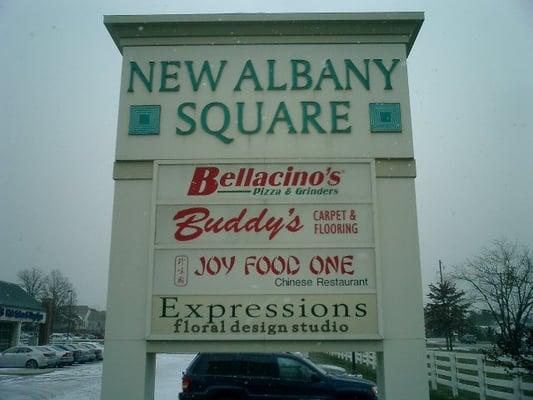 NEW ALBANY
SQUARE
Bellacino's®
PIZZA & GRINDERS
Buddy's CARPET &
FLOORING
JOY FOOD ONE
Chinese Restaurant
Expressions
floral design studio